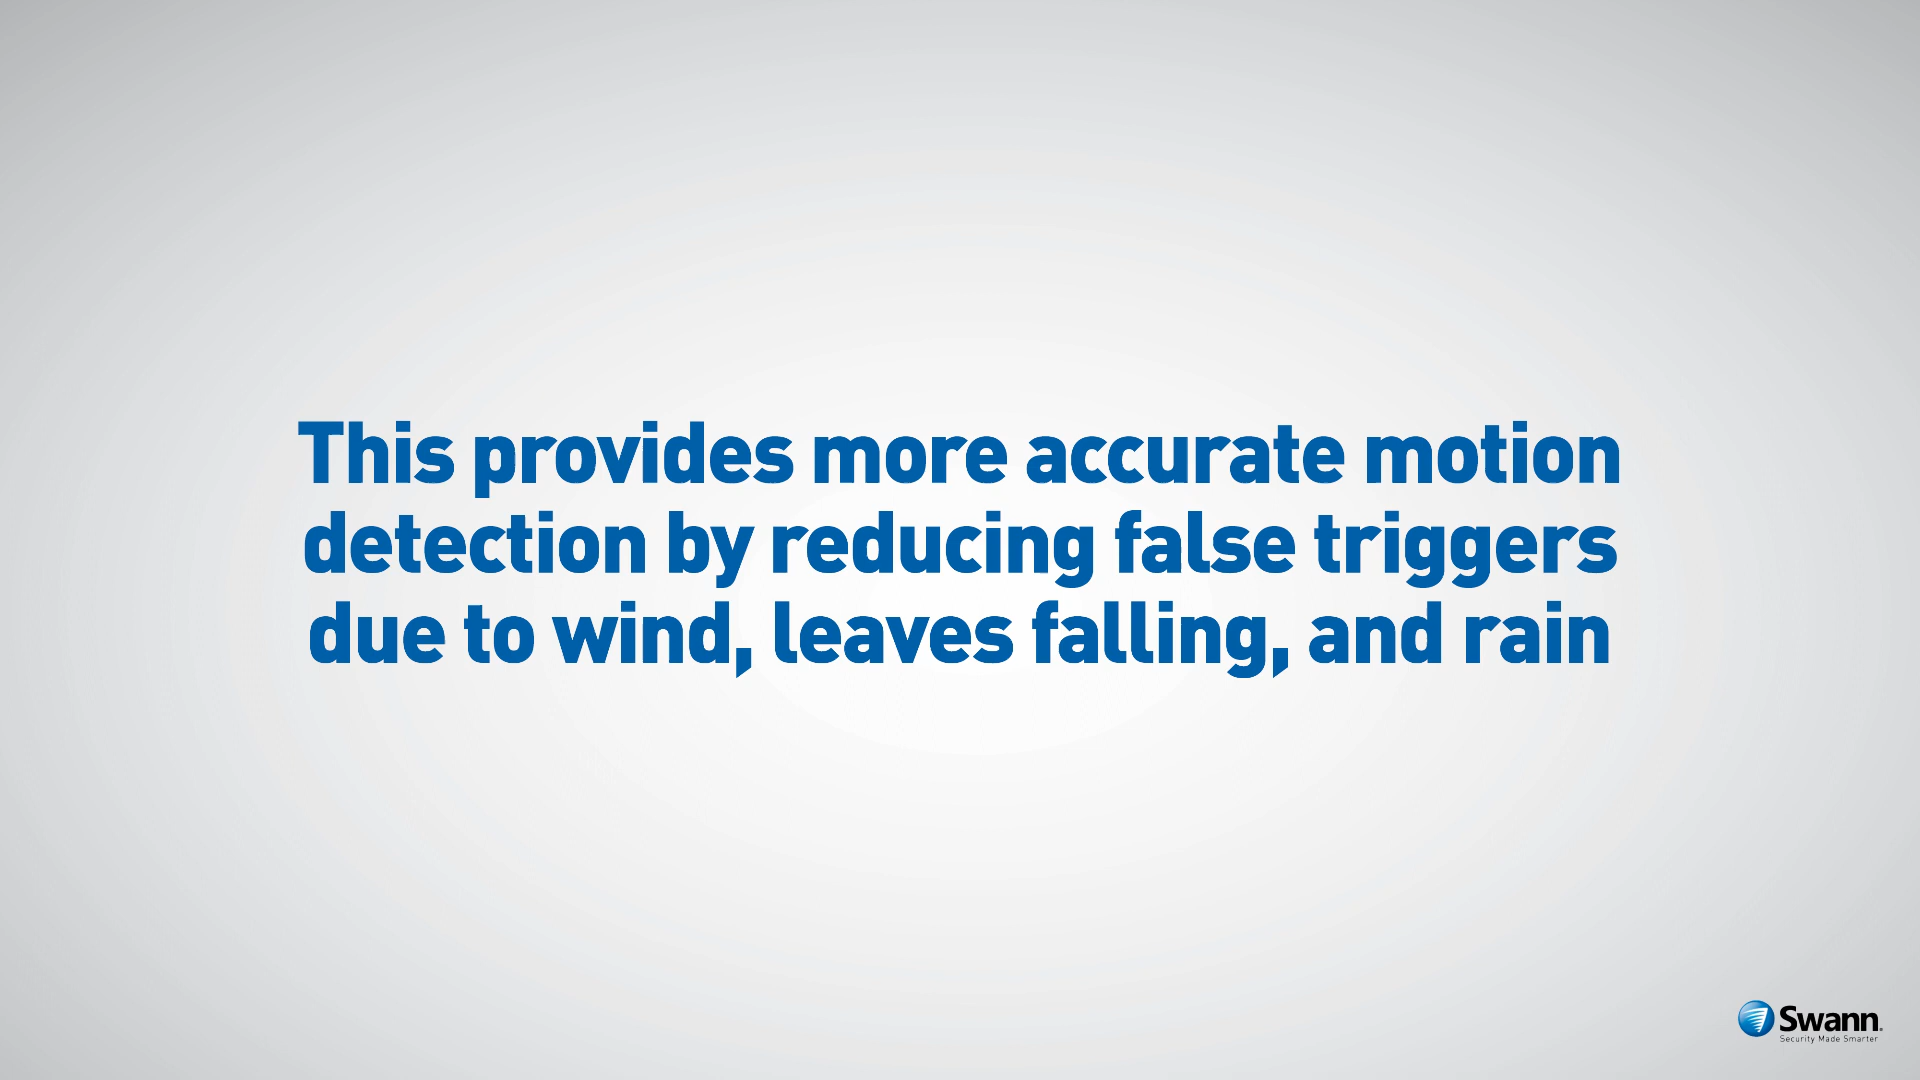 This provides more accurate motion
detection by reducing false triggers
due to wind, leaves falling, and rain
Swann.
Security Made Smarter